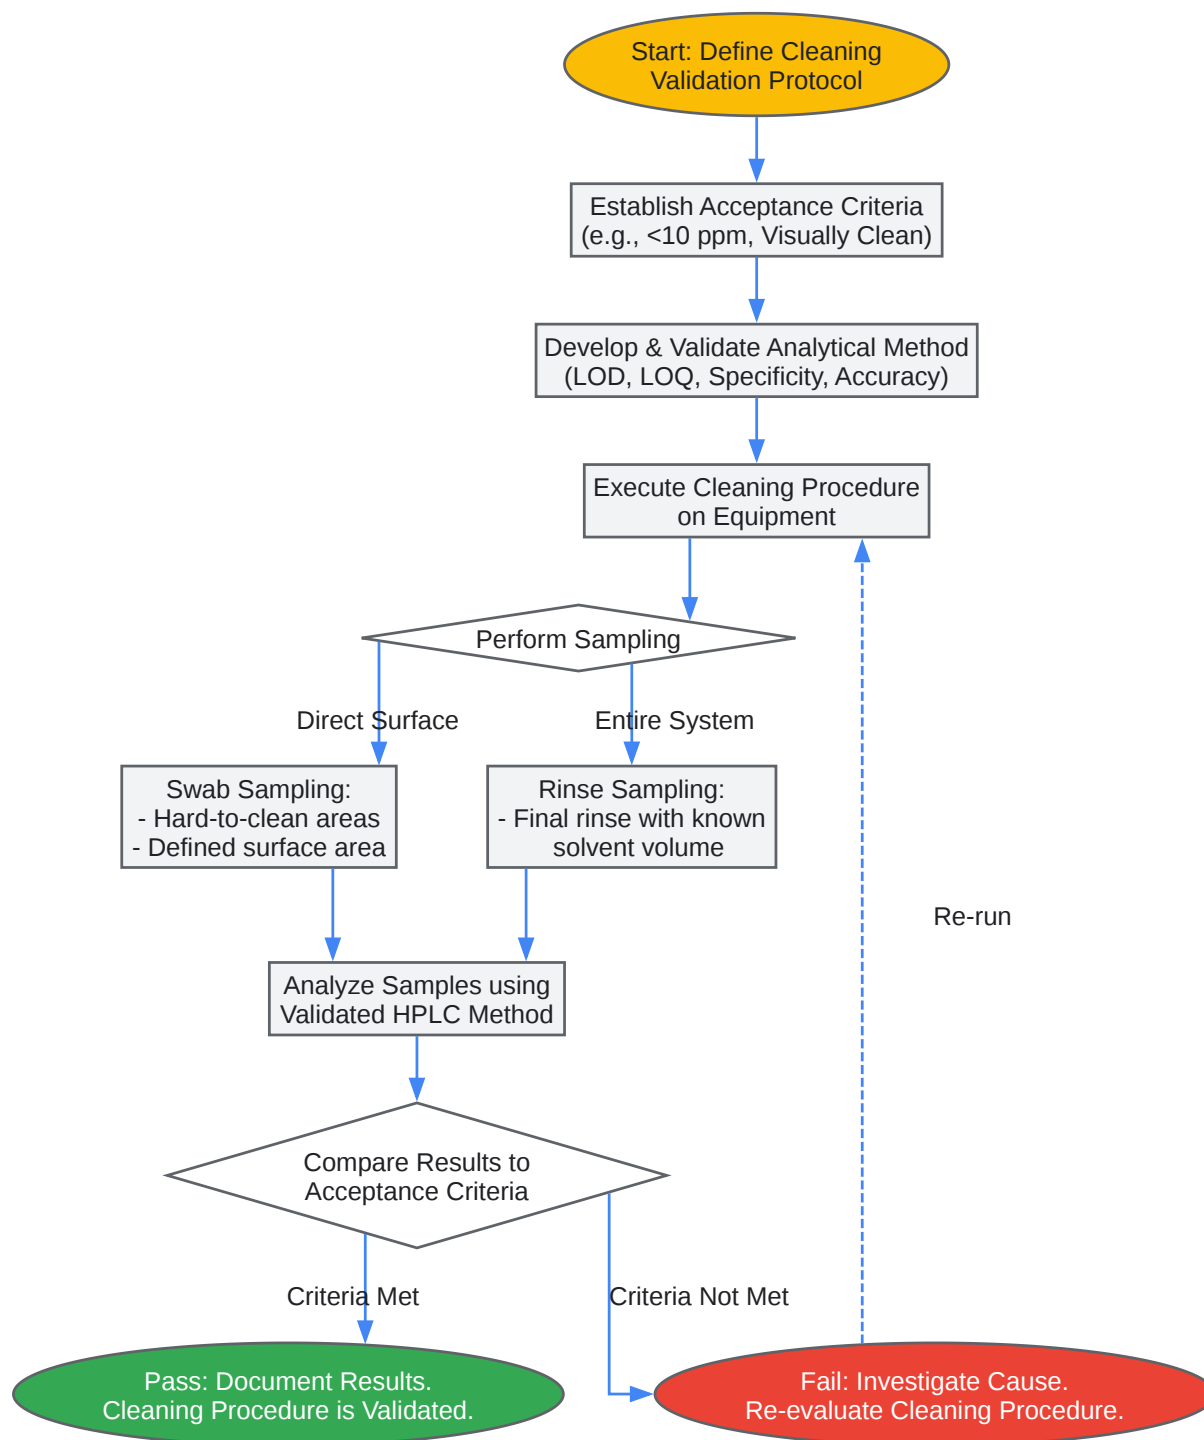 Start: Define Cleaning
Validation Protocol
Establish Acceptance Criteria
(e.g., <10 ppm, Visually Clean)
Develop & Validate Analytical Method
(LOD, LOQ, Specificity, Accuracy)
Execute Cleaning Procedure
on Equipment
Perform Sampling
Direct Surface
Entire System
Swab Sampling:
- Hard-to-clean areas
- Defined surface area
Rinse Sampling:
- Final rinse with known
solvent volume
Re-run
Analyze Samples using
Validated HPLC Method
Compare Results to
Acceptance Criteria
Criteria Met
Criteria Not Met
Pass: Document Results.
Cleaning Procedure is Validated.
Fail: Investigate Cause.
Re-evaluate Cleaning Procedure.